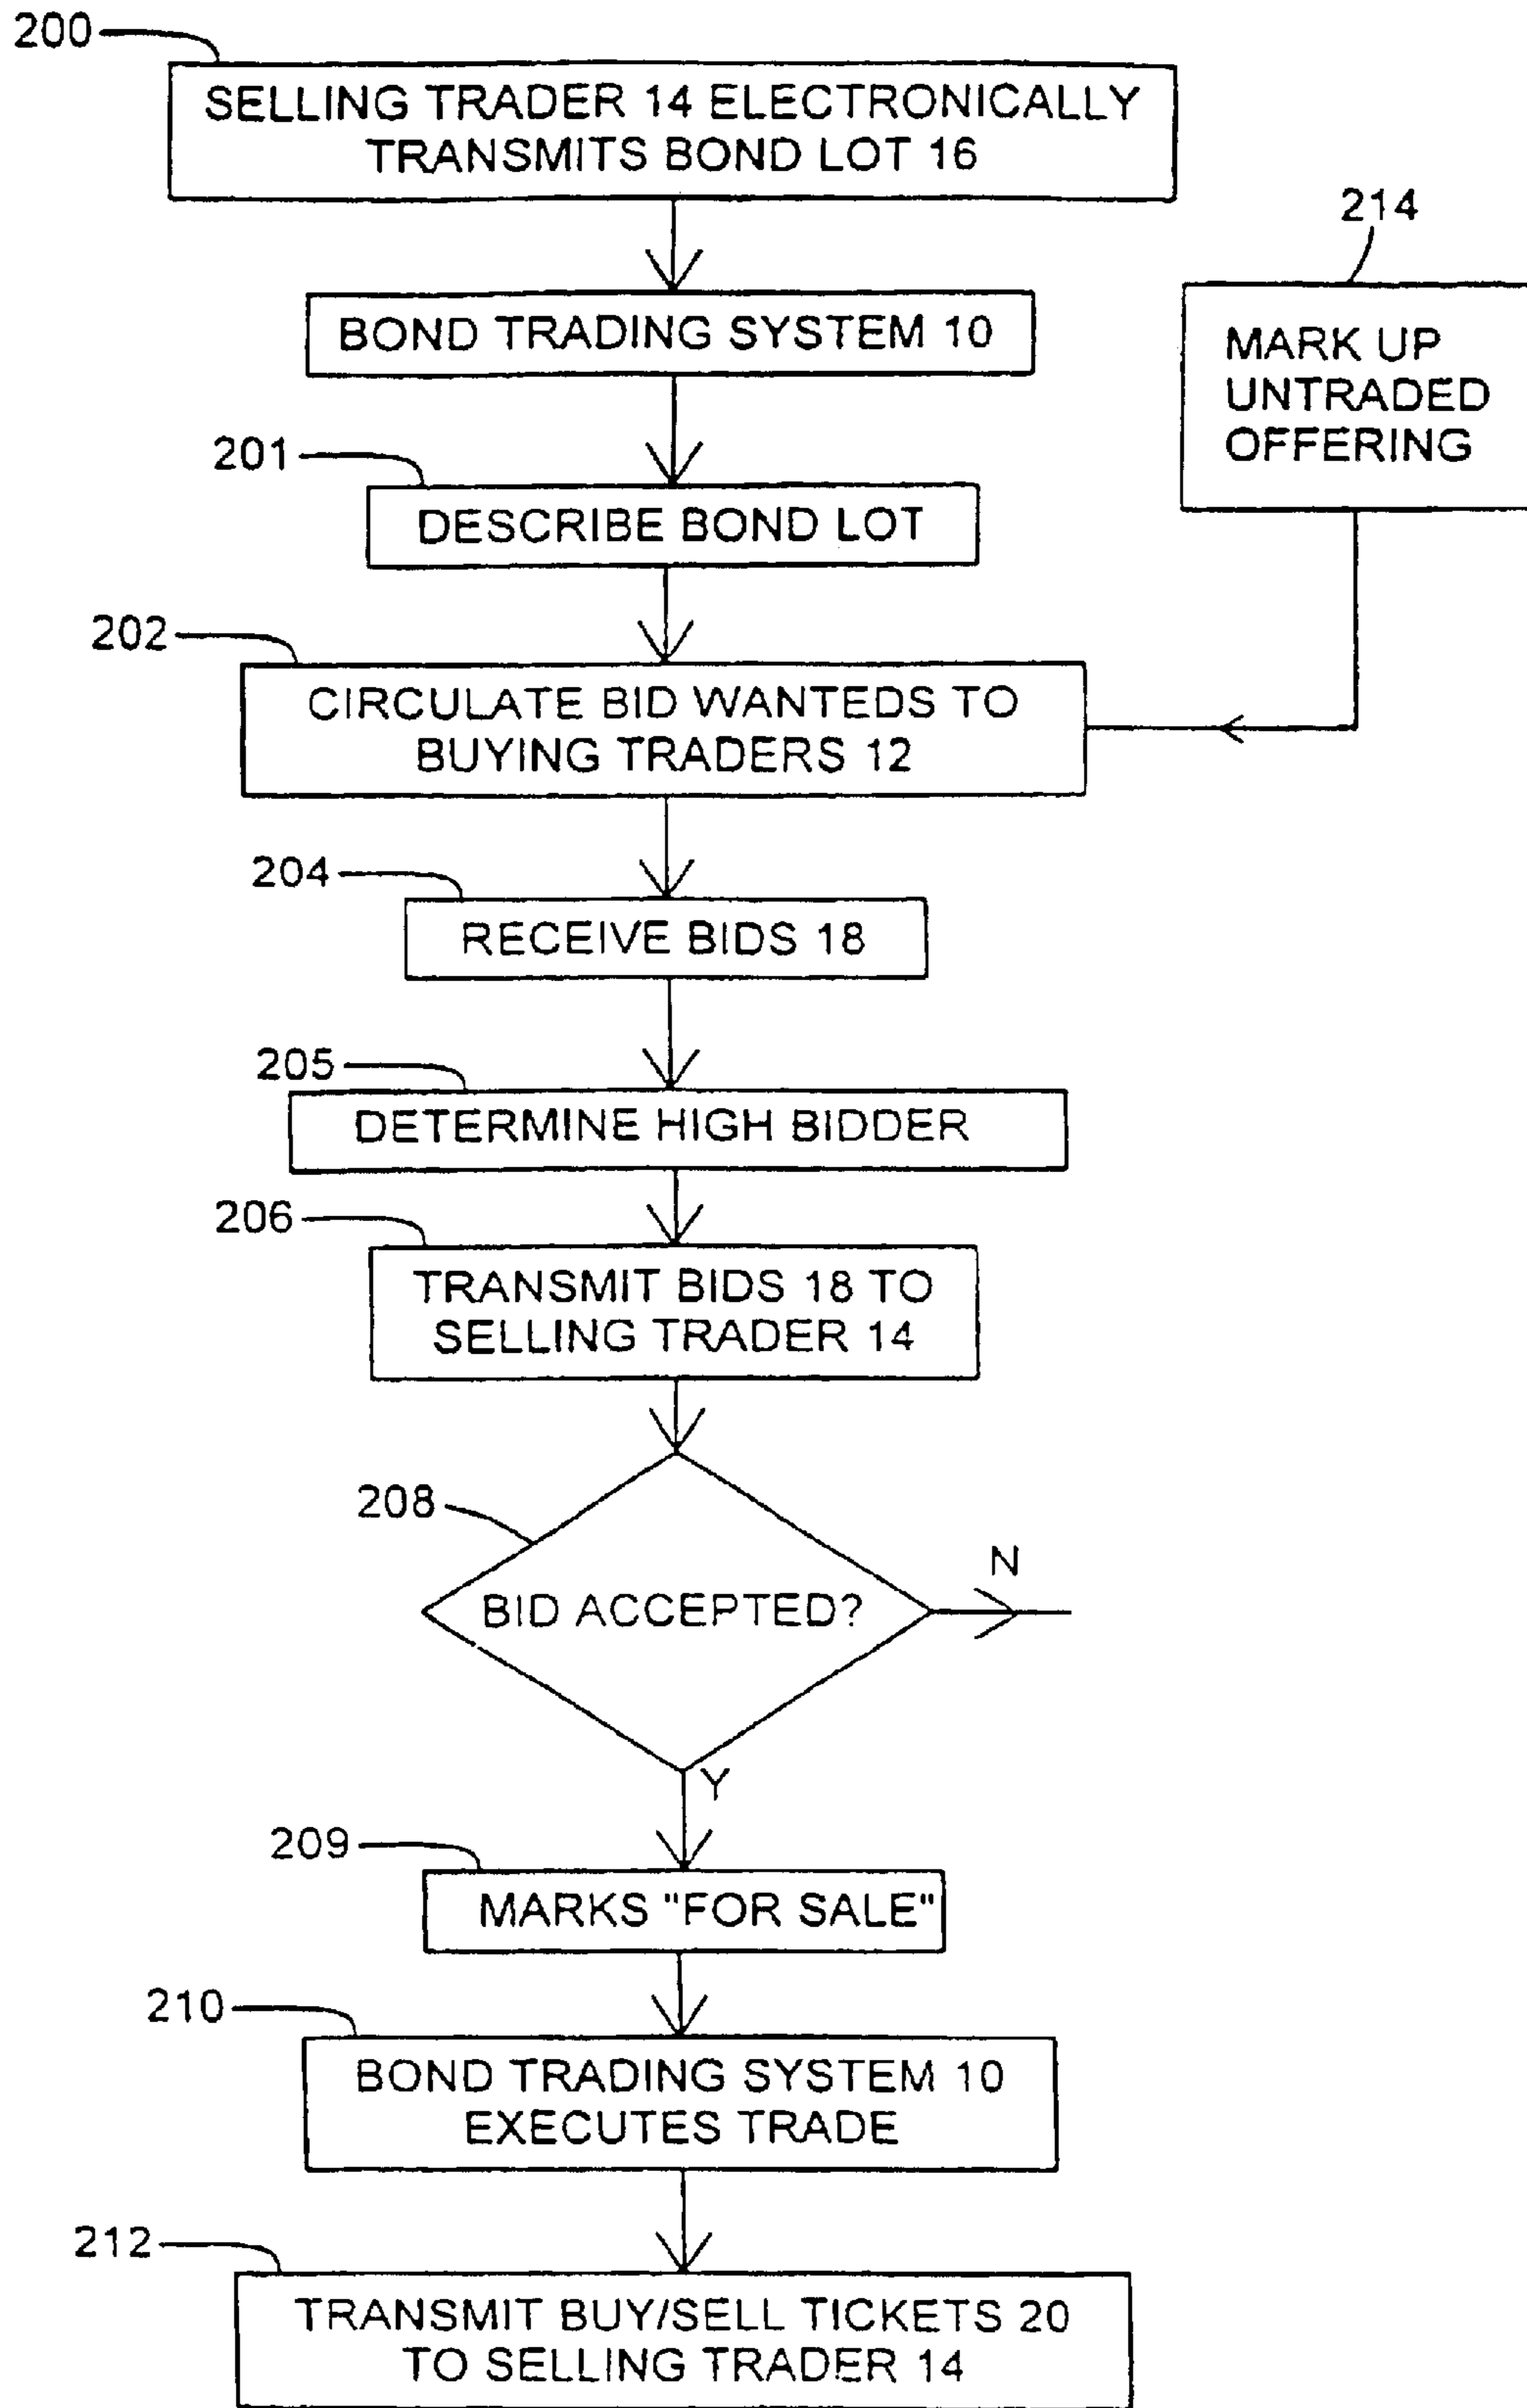 200
SELLING TRADER 14 ELECTRONICALLY
TRANSMITS BOND LOT 16
214
BOND TRADING SYSTEM 10
MARK UP
UNTRADED
OFFERING
201
DESCRIBE BOND LOT
202
CIRCULATE BID WANTEDS TO
BUYING TRADERS 12
204
RECEIVE BIDS 18
205
DETERMINE HIGH BIDDER
206
TRANSMIT BIDS 18 TO
SELLING TRADER 14
208
BID ACCEPTED?
N
Y
209
MARKS "FOR SALE"
210
BOND TRADING SYSTEM 10
EXECUTES TRADE
212
TRANSMIT BUY/SELL TICKETS 20
TO SELLING TRADER 14